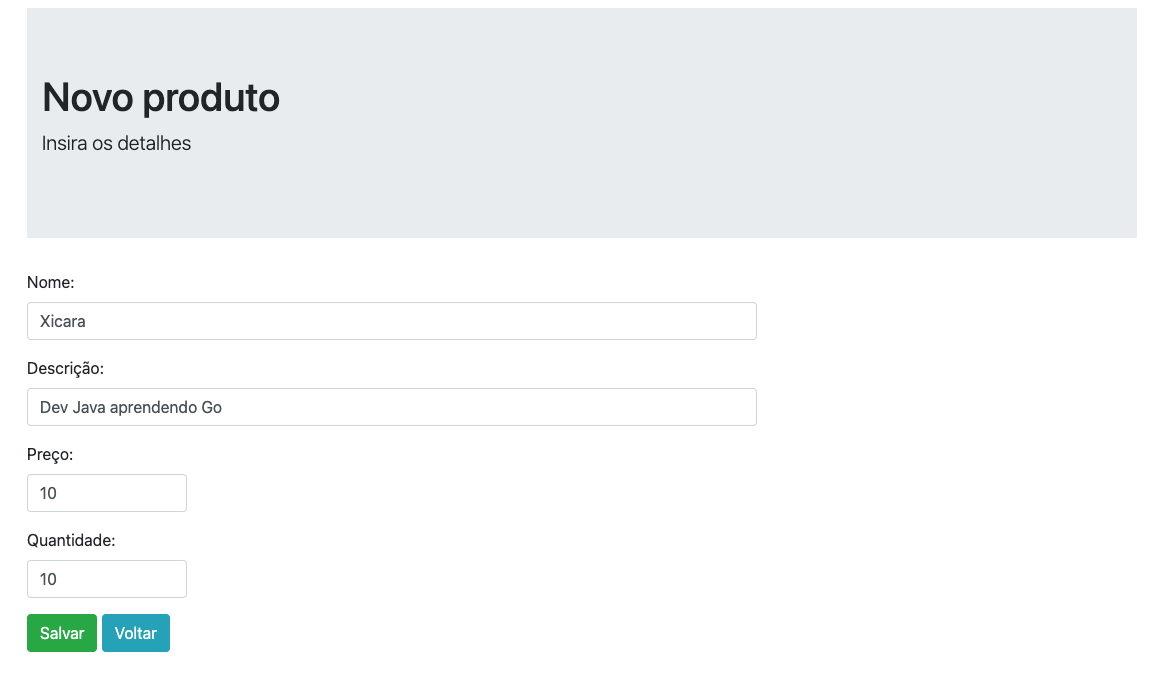 Novo produto
Insira os detalhes
Nome:
Xicara
Descrição:
Dev Java aprendendo Go
Preço:
10
Quantidade:
10
Salvar Voltar